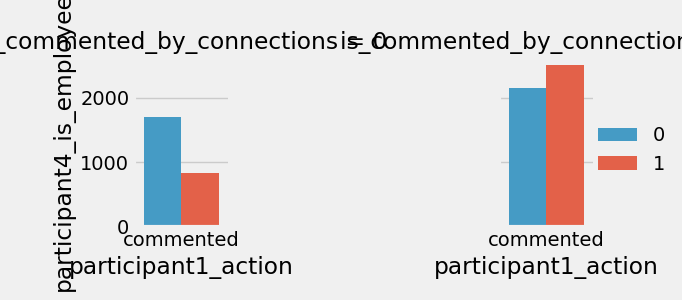 _commented_by_connections = 0
is_commented_by_connection
participant4_is_employee
2000
1000
0
commented
commented
participant1_action
participant1_action
0
1